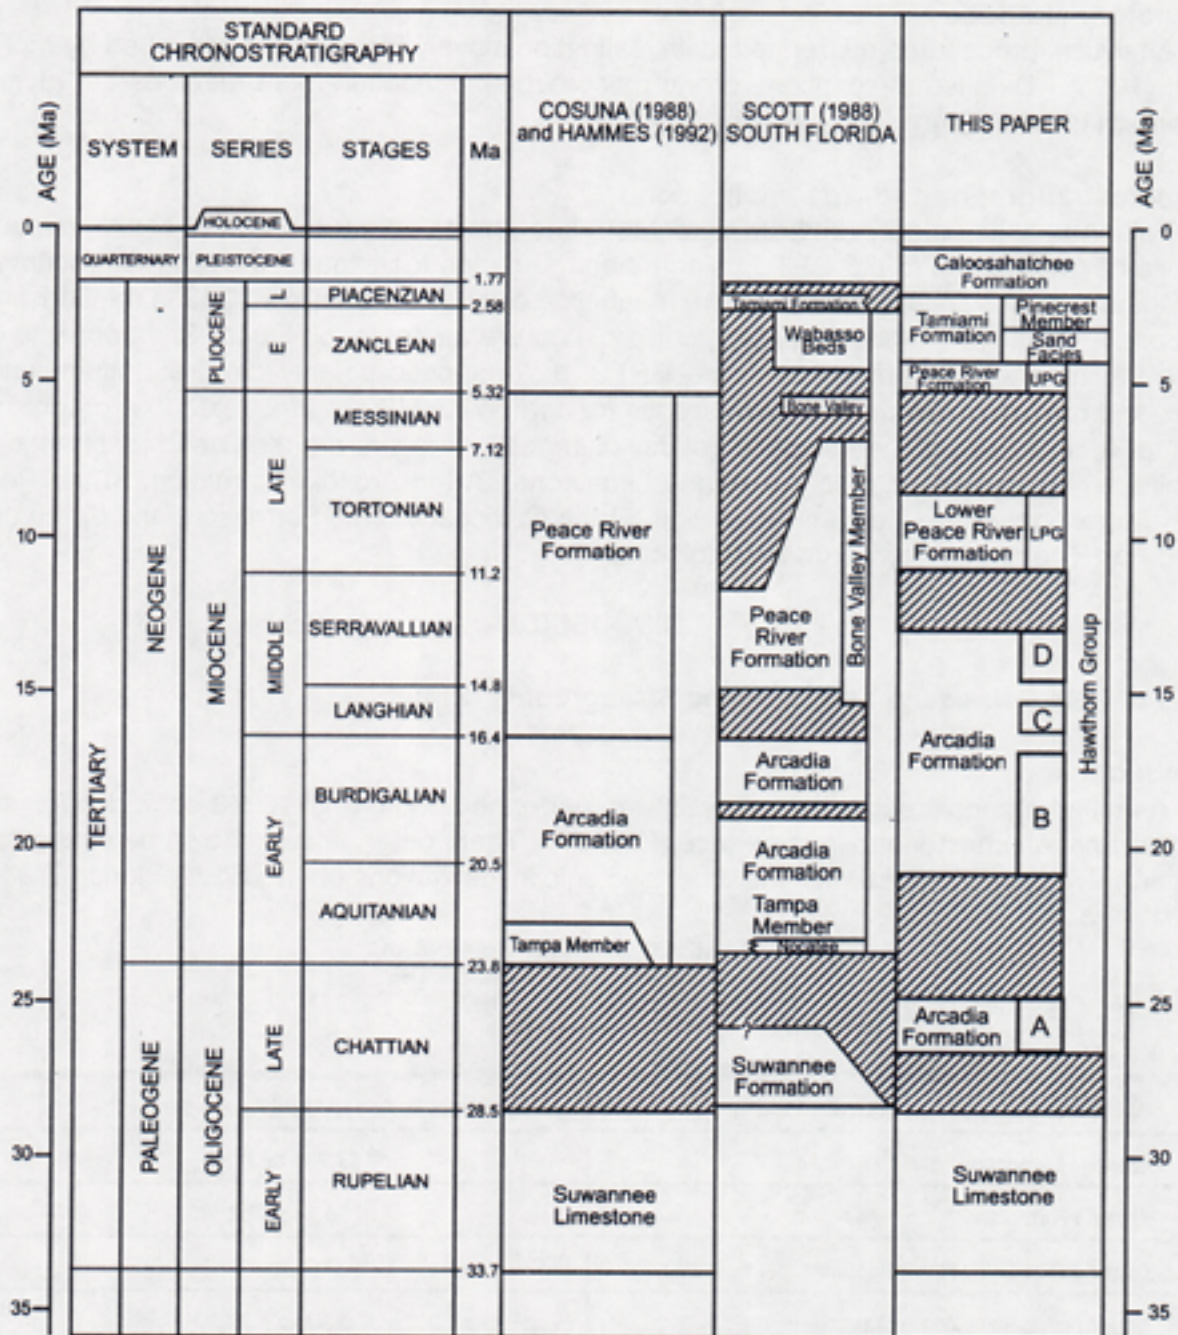 STANDARD
CHRONOSTRATIGRAPHY
AGE (Ma)
SYSTEM
SERIES
STAGES
Ma
COSUNA (1988)
and HAMMES (1992)
SCOTT (1988)
SOUTH FLORIDA
THIS PAPER
AGE (Ma)
0
5
10
15
20
25
30
35
QUARTERNARY
TERTIARY
NEOGENE
PALEOGENE
HOLOCENE
PLEISTOCENE
PLIOCENE
MIOCENE
OLIGOCENE
L
E
LATE
MIDDLE
EARLY
LATE
EARLY
PIACENZIAN
ZANCLEAN
MESSINIAN
TORTONIAN
SERRAVALLIAN
LANGHIAN
BURDIGALIAN
AQUITANIAN
CHATTIAN
RUPELIAN
1.77
2.58
5.32
7.12
11.2
14.8
16.4
20.5
23.8
28.5
33.7
Peace River
Formation
Arcadia
Formation
Tampa Member
Suwannee
Limestone
Tamiami Formation
Wabasso
Beds
Bone Valley
Bone Valley Member
Peace
River
Formation
Arcadia
Formation
Arcadia
Formation
Tampa
Member
Nocatee
?
Suwannee
Formation
Caloosahatchee
Formation
Tamiami
Formation
Pinecrest
Member
Sand
Facies
Peace River
Formation
UPG
Lower
Peace River
Formation
LPG
Hawthorn Group
D
C
Arcadia
Formation
B
Arcadia
Formation
A
Suwannee
Limestone
0
5
10
15
20
25
30
35